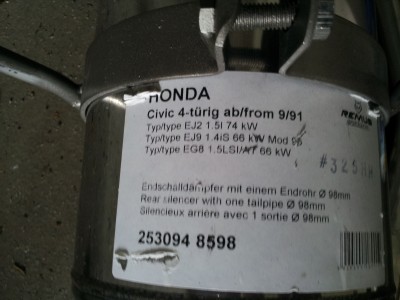 HONDA
Civic 4-türig ab/from 9/91
Typ/type EJ2 1.5I 74 kW
Typ/type EJ9 1.4iS 66 kW Mod 96
Typ/type EG8 1.5LSI/ 66 kW
REMUS
Endschalldämpfer mit einem Endrohr Ø 98mm
Rear silencer with one tailpipe Ø 98mm
Silencieux arrière avec 1 sortie Ø 98mm
253094 8598